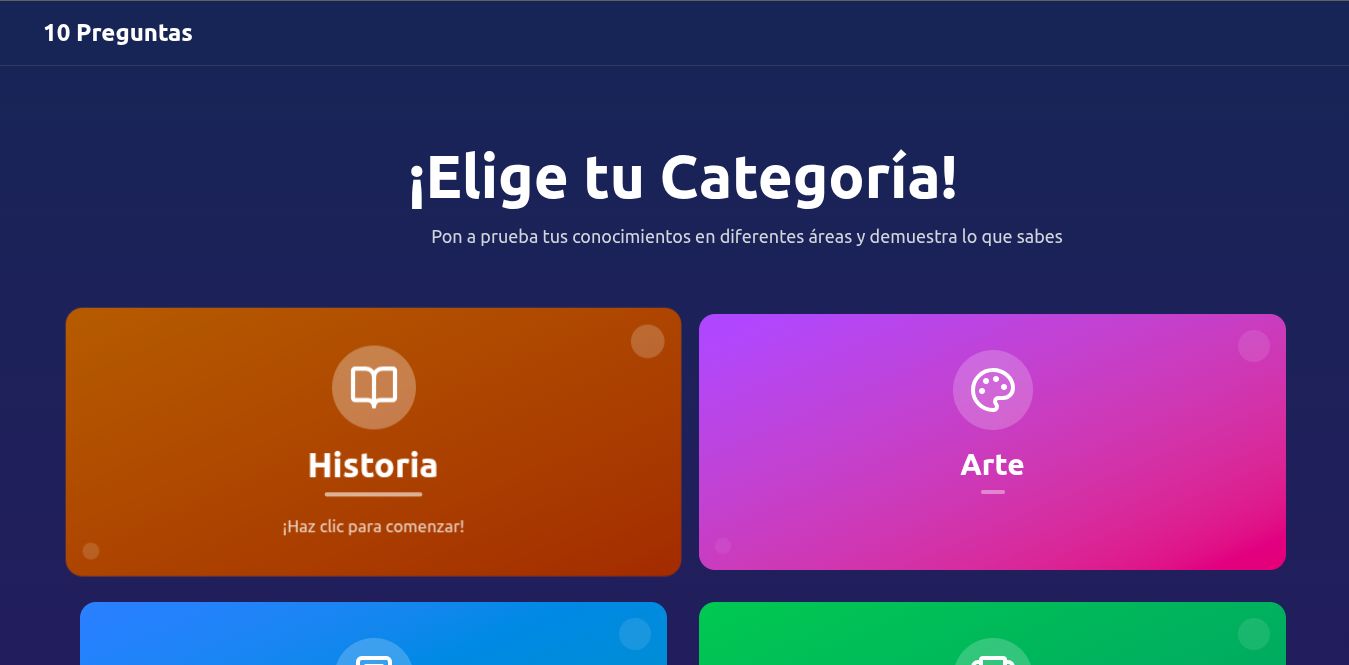 10 Preguntas
¡Elige tu Categoría!
Pon a prueba tus conocimientos en diferentes áreas y demuestra lo que sabes
Historia
¡Haz clic para comenzar!
Arte